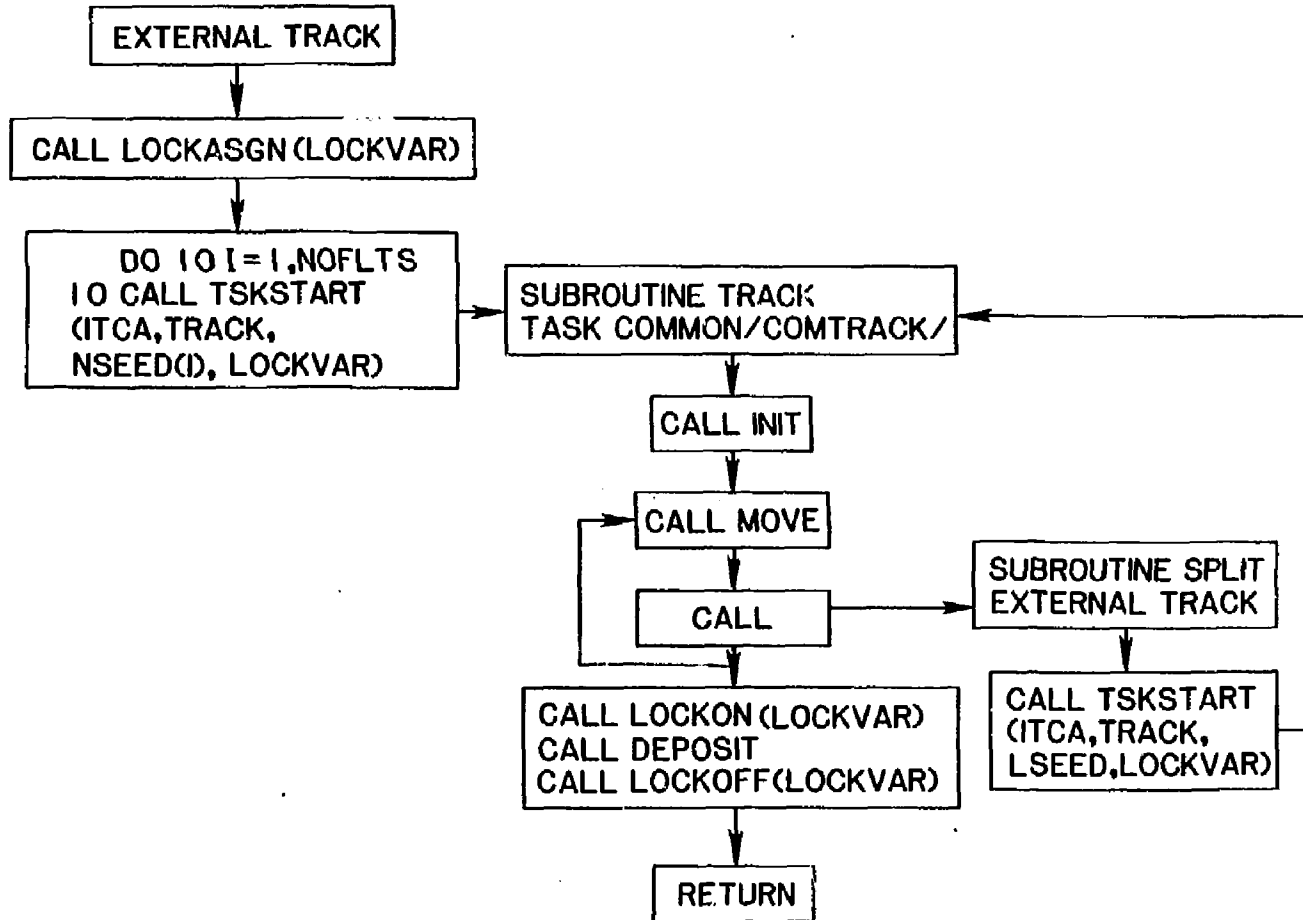 EXTERNAL TRACK
CALL LOCKASGN (LOCKVAR)
DO 10 I = 1, NOFLTS
10 CALL TSKSTART
(ITCA, TRACK,
NSEED(I), LOCKVAR)
SUBROUTINE TRACK
TASK COMMON/COMTRACK/
CALL INIT
CALL MOVE
CALL
SUBROUTINE SPLIT
EXTERNAL TRACK
CALL TSKSTART
(ITCA, TRACK,
LSEED, LOCKVAR)
CALL LOCKON (LOCKVAR)
CALL DEPOSIT
CALL LOCKOFF (LOCKVAR)
RETURN